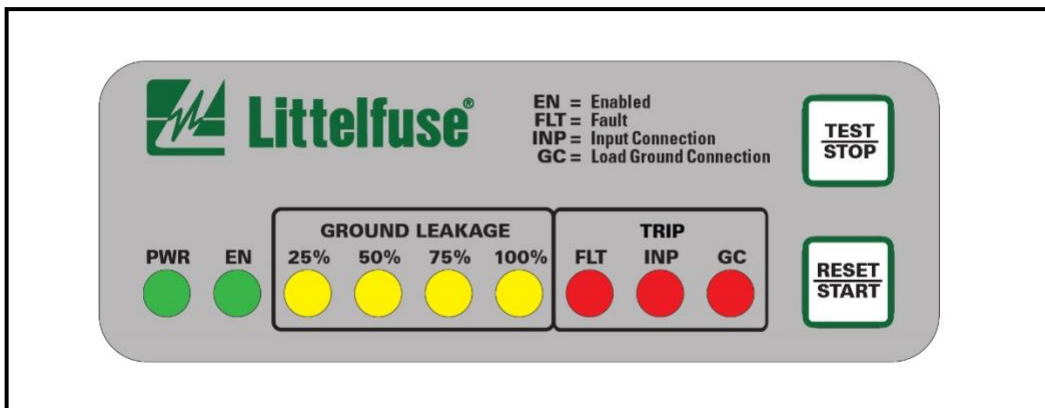 Littelfuse®
EN = Enabled
FLT = Fault
INP = Input Connection
GC = Load Ground Connection
TEST
STOP
GROUND LEAKAGE
TRIP
PWR EN 25% 50% 75% 100% FLT INP GC
RESET
START